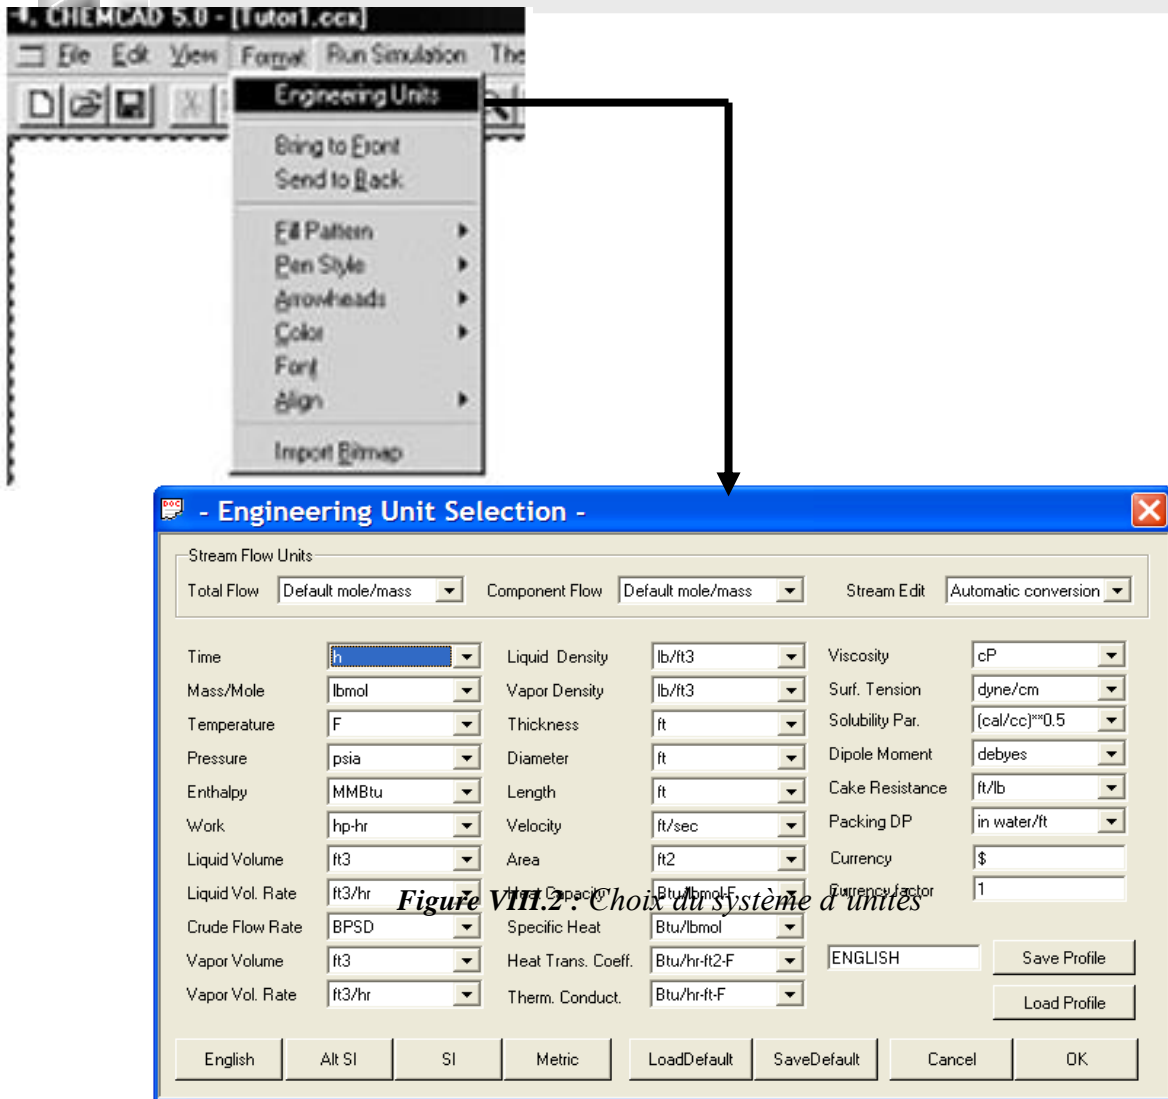 CHEMCAD 5.0 - [Tutor1.ccx]
File Edit View Format Run Simulation The
Engineering Units
Bring to Front
Send to Back
Fill Pattern
Pen Style
Arrowheads
Color
Font
Align
Import Bitmap
- Engineering Unit Selection -
Stream Flow Units
Total Flow Default mole/mass Component Flow Default mole/mass Stream Edit Automatic conversion
Time h Liquid Density lb/ft3 Viscosity cP
Mass/Mole lbmol Vapor Density lb/ft3 Surf. Tension dyne/cm
Temperature F Thickness ft Solubility Par. (cal/cc)**0.5
Pressure psia Diameter ft Dipole Moment debyes
Enthalpy MMBtu Length ft Cake Resistance ft/lb
Work hp-hr Velocity ft/sec Packing DP in water/ft
Liquid Volume ft3 Area ft2 Currency $
Liquid Vol. Rate ft3/hr Heat Capacity Btu/lbmol-F Currency factor 1
Figure VIII.2 : Choix du système d'unités
Crude Flow Rate BPSD Specific Heat Btu/lbmol
Vapor Volume ft3 Heat Trans. Coeff. Btu/hr-ft2-F ENGLISH Save Profile
Vapor Vol. Rate ft3/hr Therm. Conduct. Btu/hr-ft-F Load Profile
English Alt SI SI Metric LoadDefault SaveDefault Cancel OK